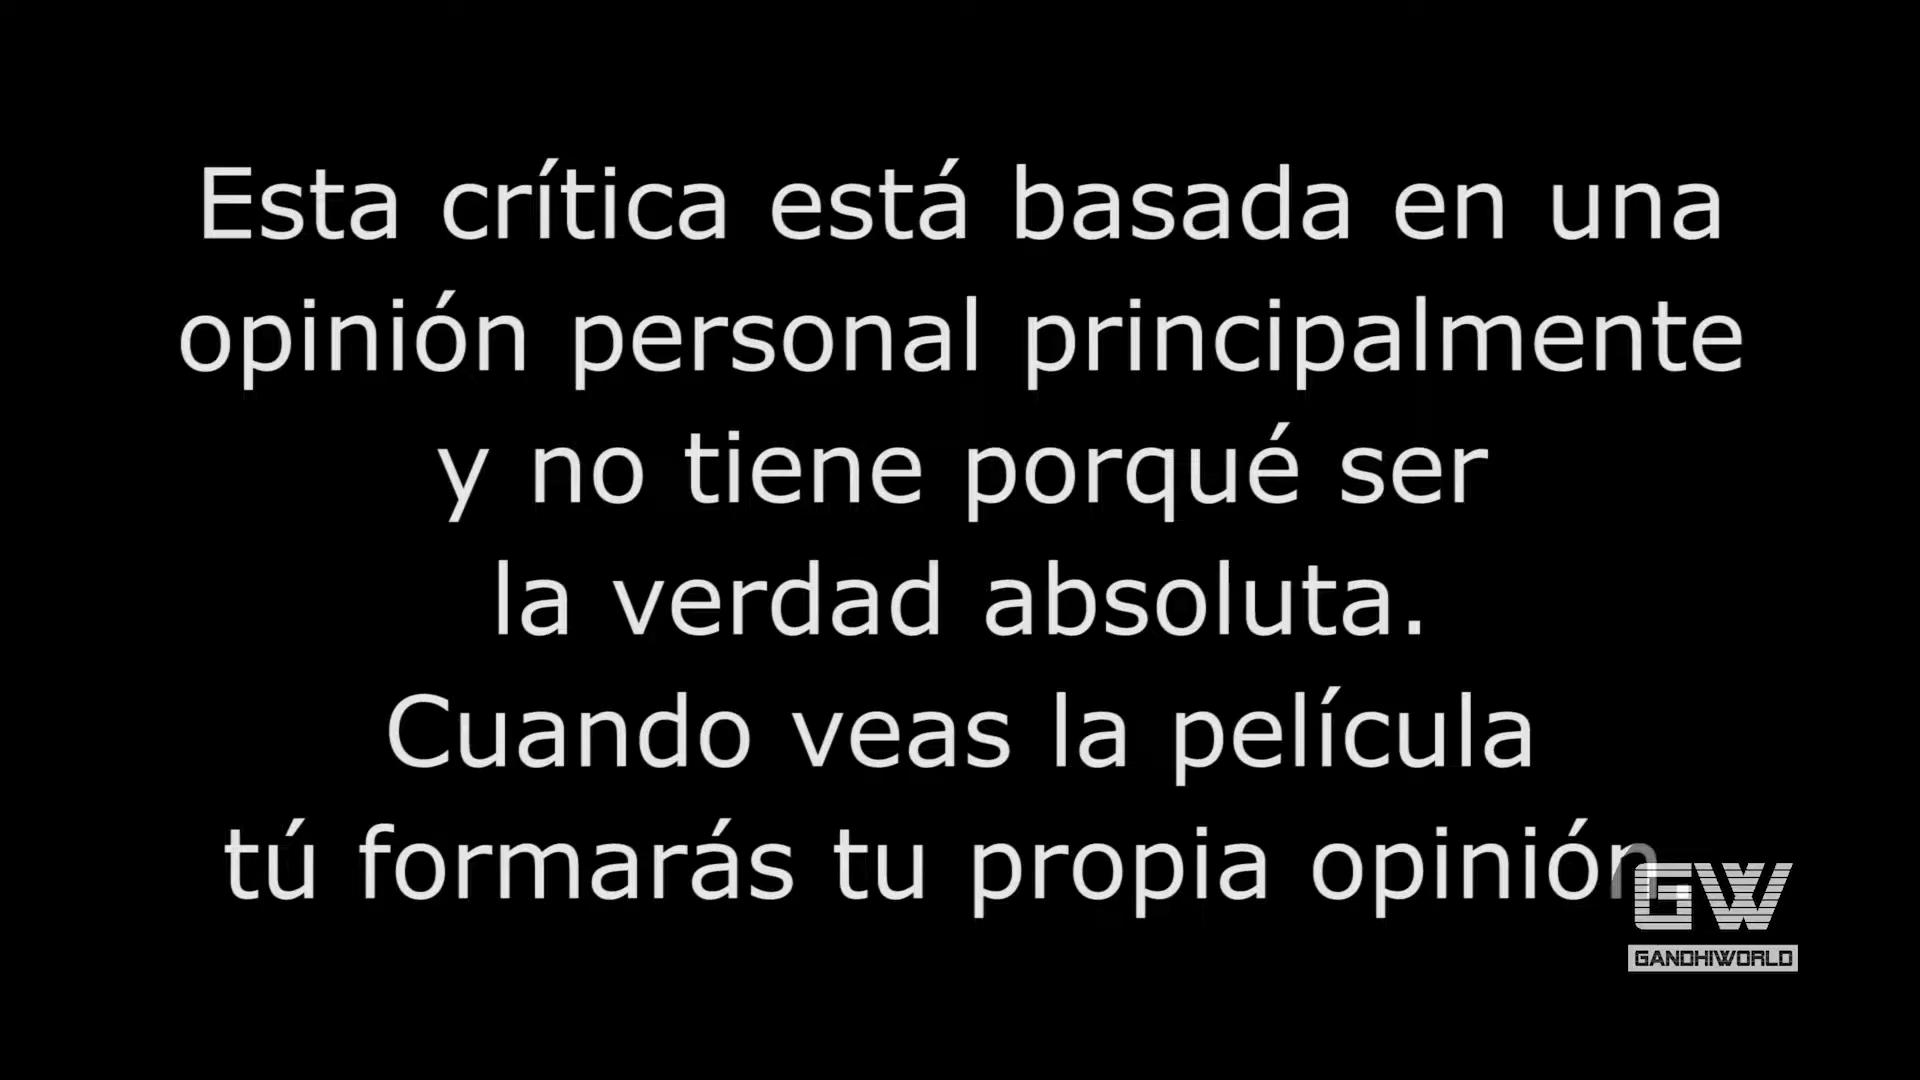 Esta crítica está basada en una
opinión personal principalmente
y no tiene porqué ser
la verdad absoluta.
Cuando veas la película
tú formarás tu propia opinión
GW
GANDHIWORLD